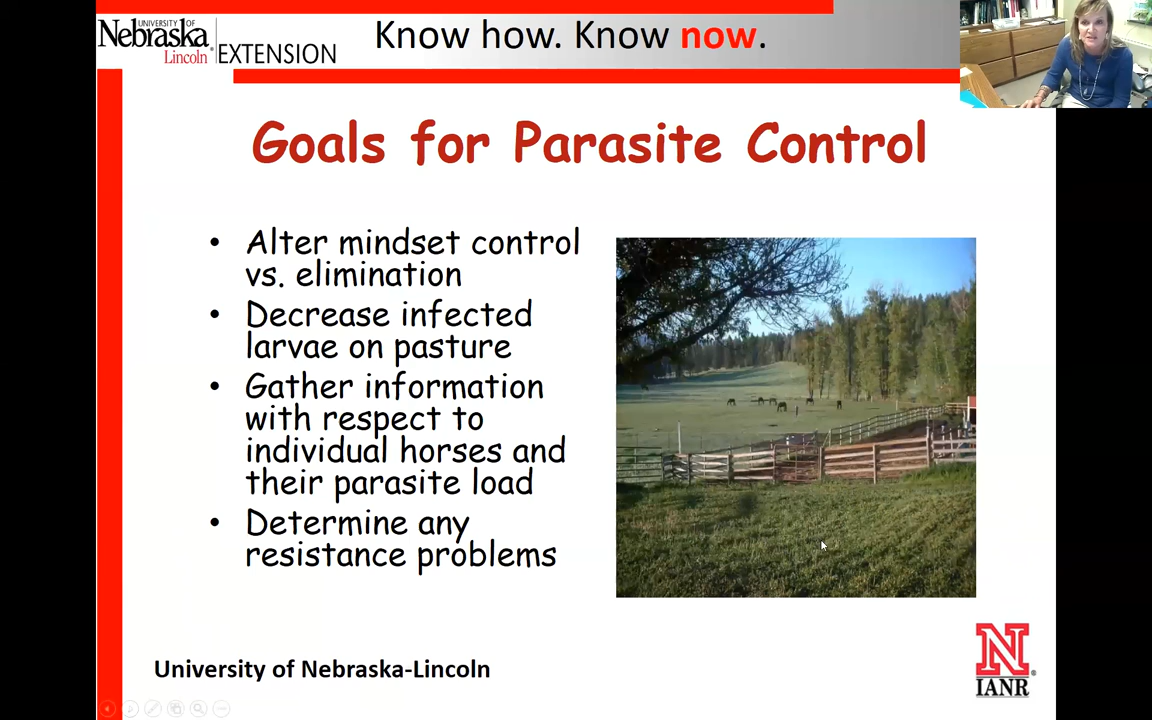 UNIVERSITY OF
Nebraska
Lincoln
EXTENSION
Know how. Know now.
Goals for Parasite Control
• Alter mindset control
vs. elimination
• Decrease infected
larvae on pasture
• Gather information
with respect to
individual horses and
their parasite load
• Determine any
resistance problems
University of Nebraska-Lincoln
N
IANR